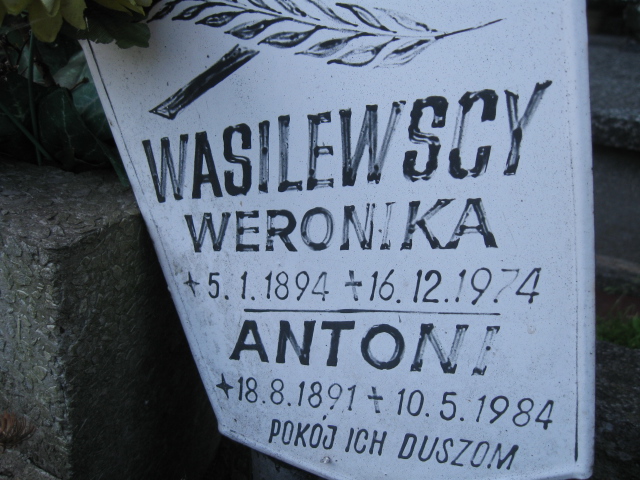 WASILEWSCY
WERONIKA
+5.1.1894 +16.12.1974
ANTONI
+18.8.1891 + 10.5.1984
POKÓJ ICH DUSZOM